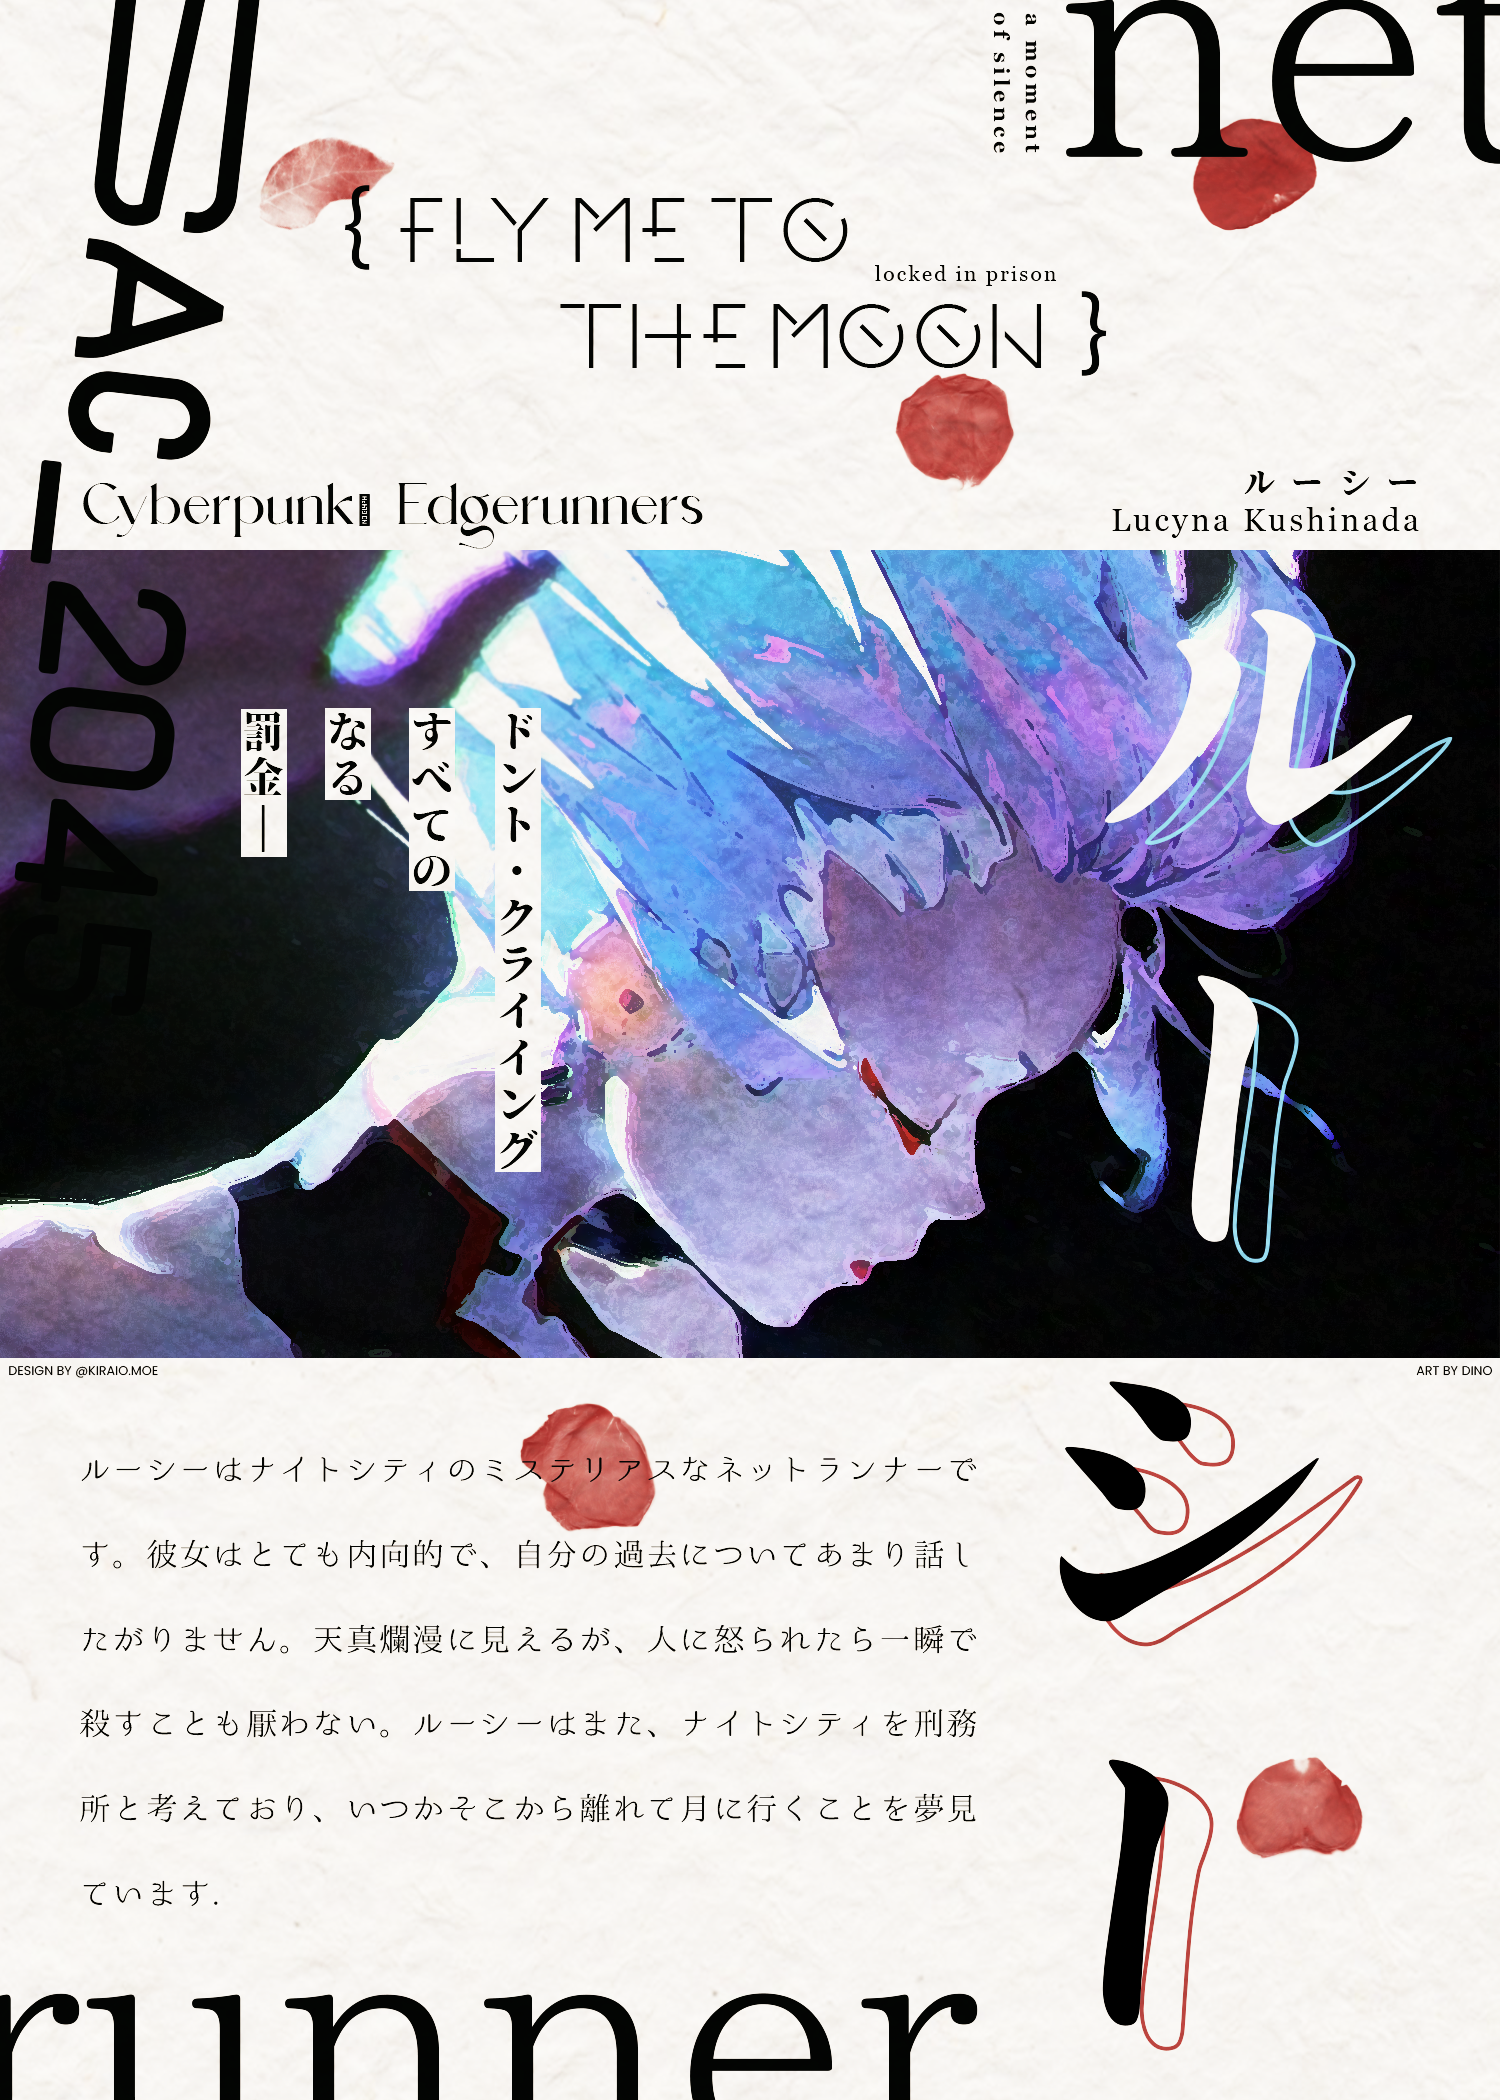 net
a moment
of silence
SAC_2045
{ FLY ME TO
locked in prison
THE MOON }
Cyberpunk Edgerunners
ルーシー
Lucyna Kushinada
ルーシー
ドント・クライイング
すべての
なる
罰金―
DESIGN BY @KIRAIO.MOE
ART BY DINO
ルーシーはナイトシティのミステリアスなネットランナーで
す。彼女はとても内向的で、自分の過去についてあまり話し
たがりません。天真爛漫に見えるが、人に怒られたら一瞬で
殺すことも厭わない。ルーシーはまた、ナイトシティを刑務
所と考えており、いつかそこから離れて月に行くことを夢見
ています.
runner